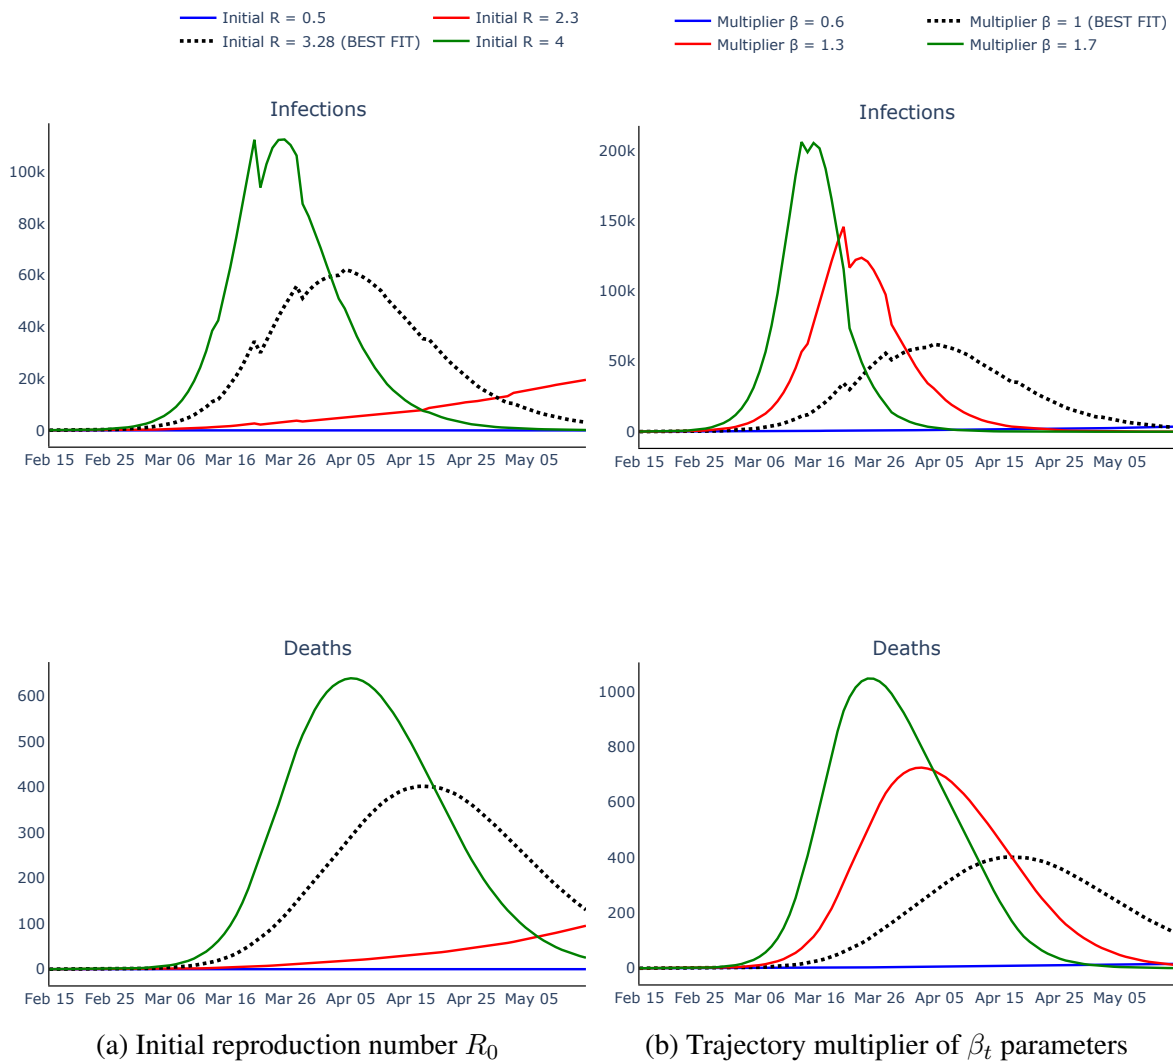 Initial R = 0.5 Initial R = 2.3
Initial R = 3.28 (BEST FIT) Initial R = 4
Infections
100k
80k
60k
40k
20k
0
Feb 15 Feb 25 Mar 06 Mar 16 Mar 26 Apr 05 Apr 15 Apr 25 May 05
Deaths
600
500
400
300
200
100
0
Feb 15 Feb 25 Mar 06 Mar 16 Mar 26 Apr 05 Apr 15 Apr 25 May 05
(a) Initial reproduction number R₀
Multiplier β = 0.6 Multiplier β = 1 (BEST FIT)
Multiplier β = 1.3 Multiplier β = 1.7
Infections
200k
150k
100k
50k
0
Feb 15 Feb 25 Mar 06 Mar 16 Mar 26 Apr 05 Apr 15 Apr 25 May 05
Deaths
1000
800
600
400
200
0
Feb 15 Feb 25 Mar 06 Mar 16 Mar 26 Apr 05 Apr 15 Apr 25 May 05
(b) Trajectory multiplier of βₜ parameters